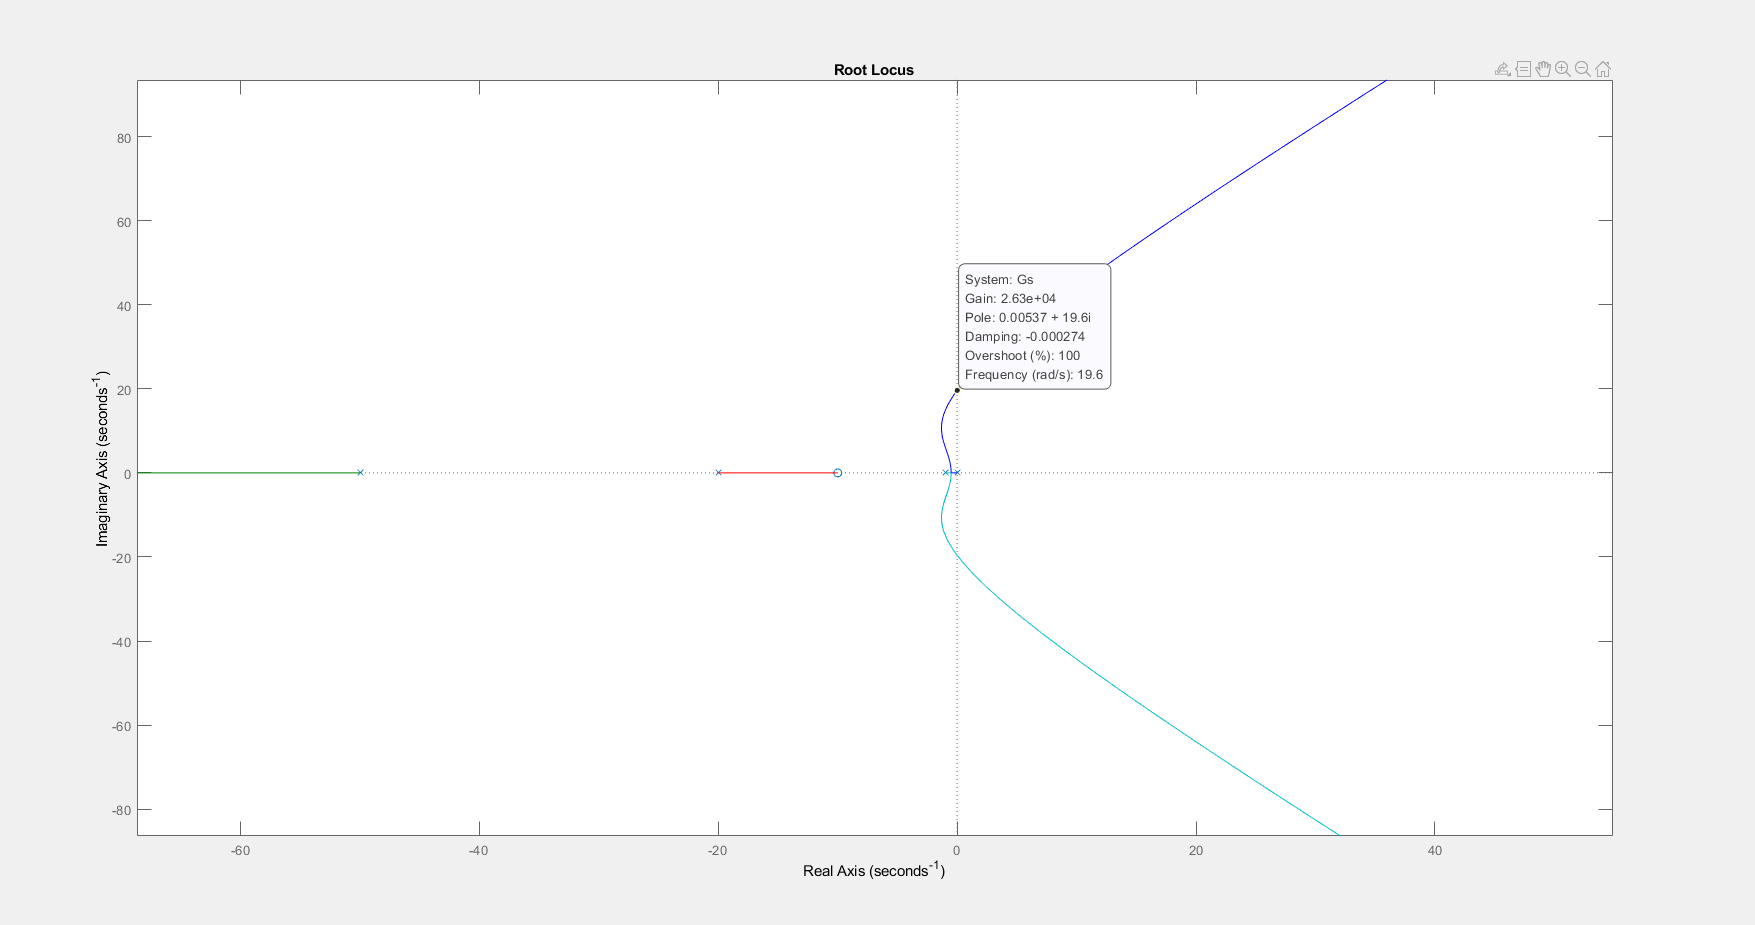 Root Locus
80
60
40
20
0
-20
-40
-60
-80
Imaginary Axis (seconds⁻¹)
System: Gs
Gain: 2.63e+04
Pole: 0.00537 + 19.6i
Damping: -0.000274
Overshoot (%): 100
Frequency (rad/s): 19.6
-60 -40 -20 0 20 40
Real Axis (seconds⁻¹)